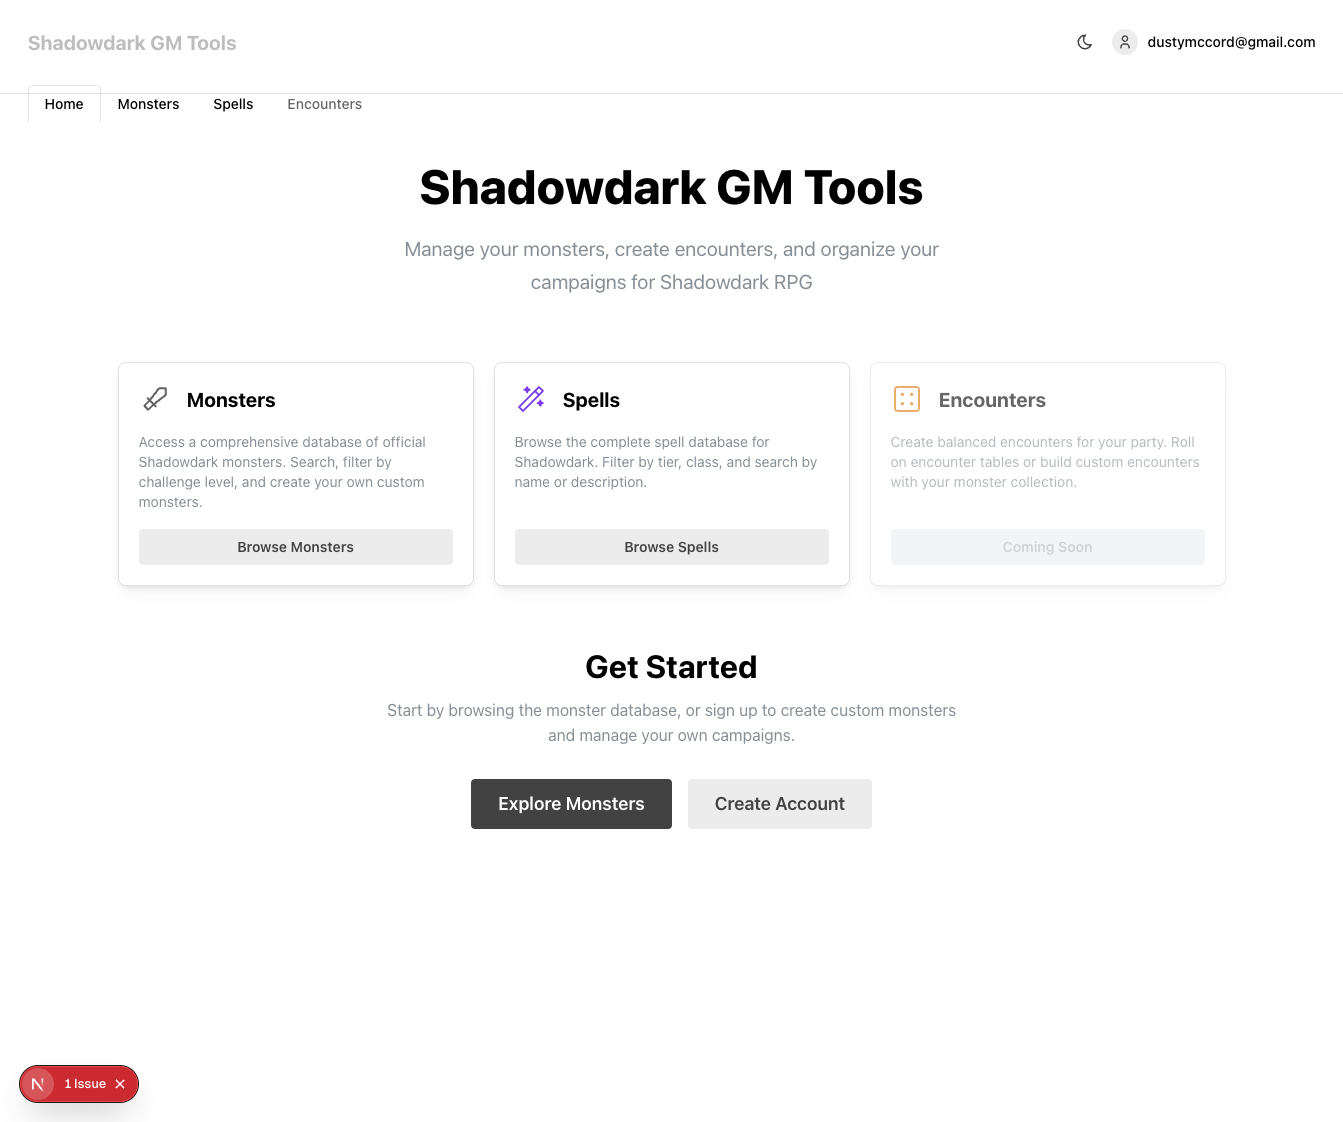 Shadowdark GM Tools
dustymccord@gmail.com
Home
Monsters
Spells
Encounters
Shadowdark GM Tools
Manage your monsters, create encounters, and organize your
campaigns for Shadowdark RPG
Monsters
Access a comprehensive database of official
Shadowdark monsters. Search, filter by
challenge level, and create your own custom
monsters.
Browse Monsters
Spells
Browse the complete spell database for
Shadowdark. Filter by tier, class, and search by
name or description.
Browse Spells
Encounters
Create balanced encounters for your party. Roll
on encounter tables or build custom encounters
with your monster collection.
Coming Soon
Get Started
Start by browsing the monster database, or sign up to create custom monsters
and manage your own campaigns.
Explore Monsters
Create Account
N
1 Issue